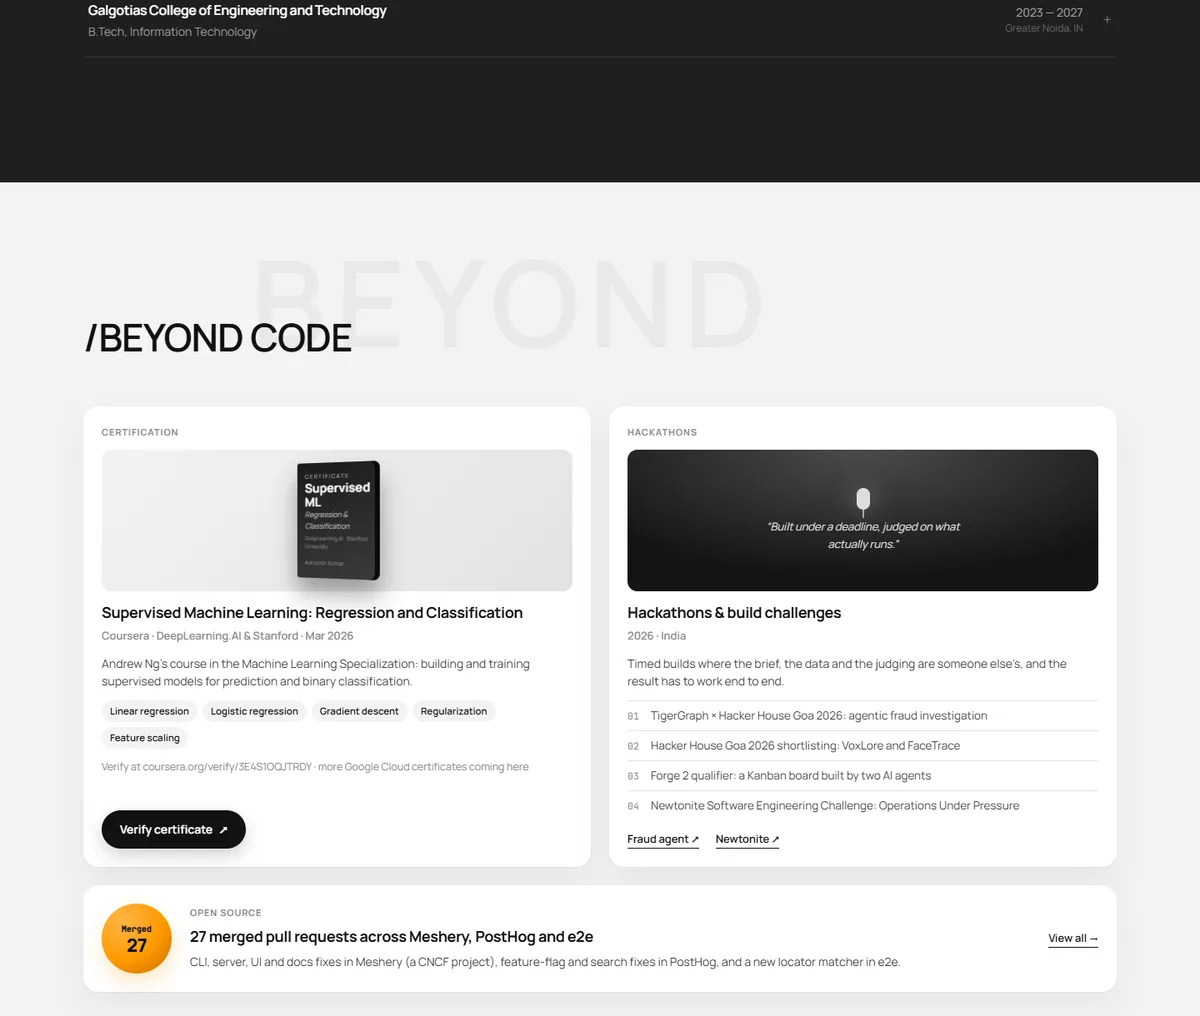 Galgotias College of Engineering and Technology
2023 — 2027
+
B.Tech, Information Technology
Greater Noida, IN
BEYOND
/BEYOND CODE
CERTIFICATION
CERTIFICATE
Supervised
ML
Regression &
Classification
DeepLearning.AI · Stanford
University
Supervised Machine Learning: Regression and Classification
Coursera · DeepLearning.AI & Stanford · Mar 2026
Andrew Ng's course in the Machine Learning Specialization: building and training
supervised models for prediction and binary classification.
Linear regression
Logistic regression
Gradient descent
Regularization
Feature scaling
Verify at coursera.org/verify/3E4S1OQJTRDY · more Google Cloud certificates coming here
Verify certificate ↗
HACKATHONS
"Built under a deadline, judged on what
actually runs."
Hackathons & build challenges
2026 · India
Timed builds where the brief, the data and the judging are someone else's, and the
result has to work end to end.
01 TigerGraph × Hacker House Goa 2026: agentic fraud investigation
02 Hacker House Goa 2026 shortlisting: VoxLore and FaceTrace
03 Forge 2 qualifier: a Kanban board built by two AI agents
04 Newtonite Software Engineering Challenge: Operations Under Pressure
Fraud agent ↗ Newtonite ↗
Merged
27
OPEN SOURCE
27 merged pull requests across Meshery, PostHog and e2e
CLI, server, UI and docs fixes in Meshery (a CNCF project), feature-flag and search fixes in PostHog, and a new locator matcher in e2e.
View all →